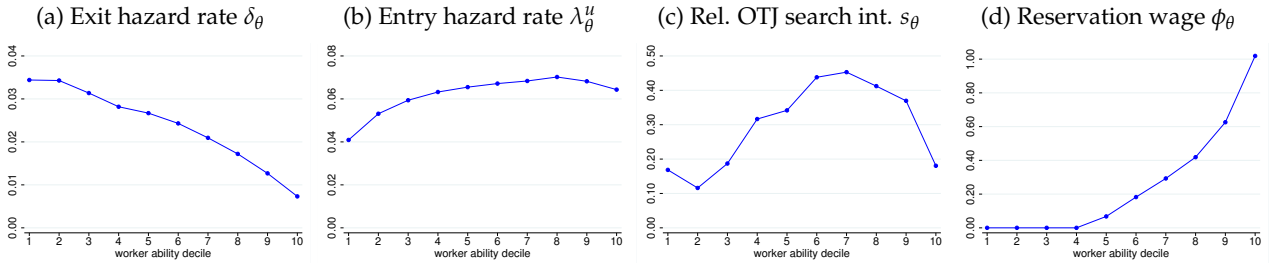 (a) Exit hazard rate δθ
0.04
0.03
0.02
0.01
0.00
1 2 3 4 5 6 7 8 9 10
worker ability decile
(b) Entry hazard rate λᵘθ
0.08
0.06
0.04
0.02
0.00
1 2 3 4 5 6 7 8 9 10
worker ability decile
(c) Rel. OTJ search int. sθ
0.50
0.40
0.30
0.20
0.10
0.00
1 2 3 4 5 6 7 8 9 10
worker ability decile
(d) Reservation wage ϕθ
1.00
0.80
0.60
0.40
0.20
0.00
1 2 3 4 5 6 7 8 9 10
worker ability decile